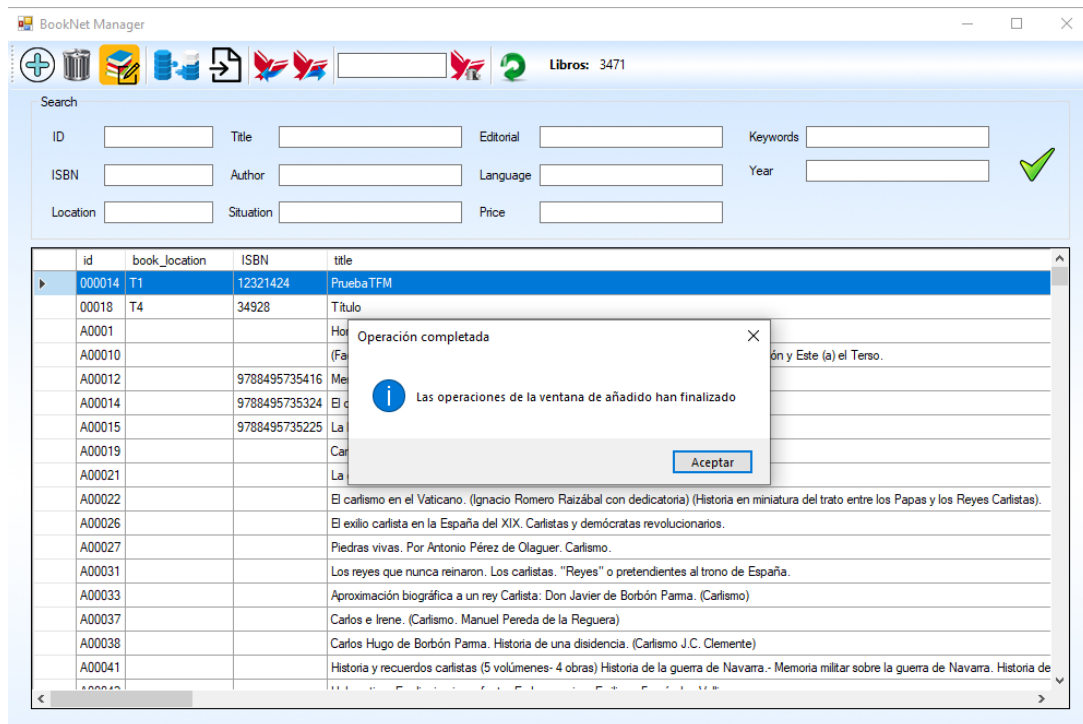 BookNet Manager
Libros: 3471
Search
ID Title Editorial Keywords
ISBN Author Language Year
Location Situation Price
id book_location ISBN title
000014 T1 12321424 PruebaTFM
00018 T4 34928 Título
A0001
Operación completada
A00010 ón y Este (a) el Terso.
A00012 9788495735416
A00014 9788495735324 El
Las operaciones de la ventana de añadido han finalizado
A00015 9788495735225 La
A00019
Aceptar
A00021 La
A00022 El carlismo en el Vaticano. (Ignacio Romero Raizábal con dedicatoria) (Historia en miniatura del trato entre los Papas y los Reyes Carlistas).
A00026 El exilio carlista en la España del XIX. Carlistas y demócratas revolucionarios.
A00027 Piedras vivas. Por Antonio Pérez de Olaguer. Carlismo.
A00031 Los reyes que nunca reinaron. Los carlistas. "Reyes" o pretendientes al trono de España.
A00033 Aproximación biográfica a un rey Carlista: Don Javier de Borbón Parma. (Carlismo)
A00037 Carlos e Irene. (Carlismo. Manuel Pereda de la Reguera)
A00038 Carlos Hugo de Borbón Parma. Historia de una disidencia. (Carlismo J.C. Clemente)
A00041 Historia y recuerdos carlistas (5 volúmenes- 4 obras) Historia de la guerra de Navarra.- Memoria militar sobre la guerra de Navarra. Historia de